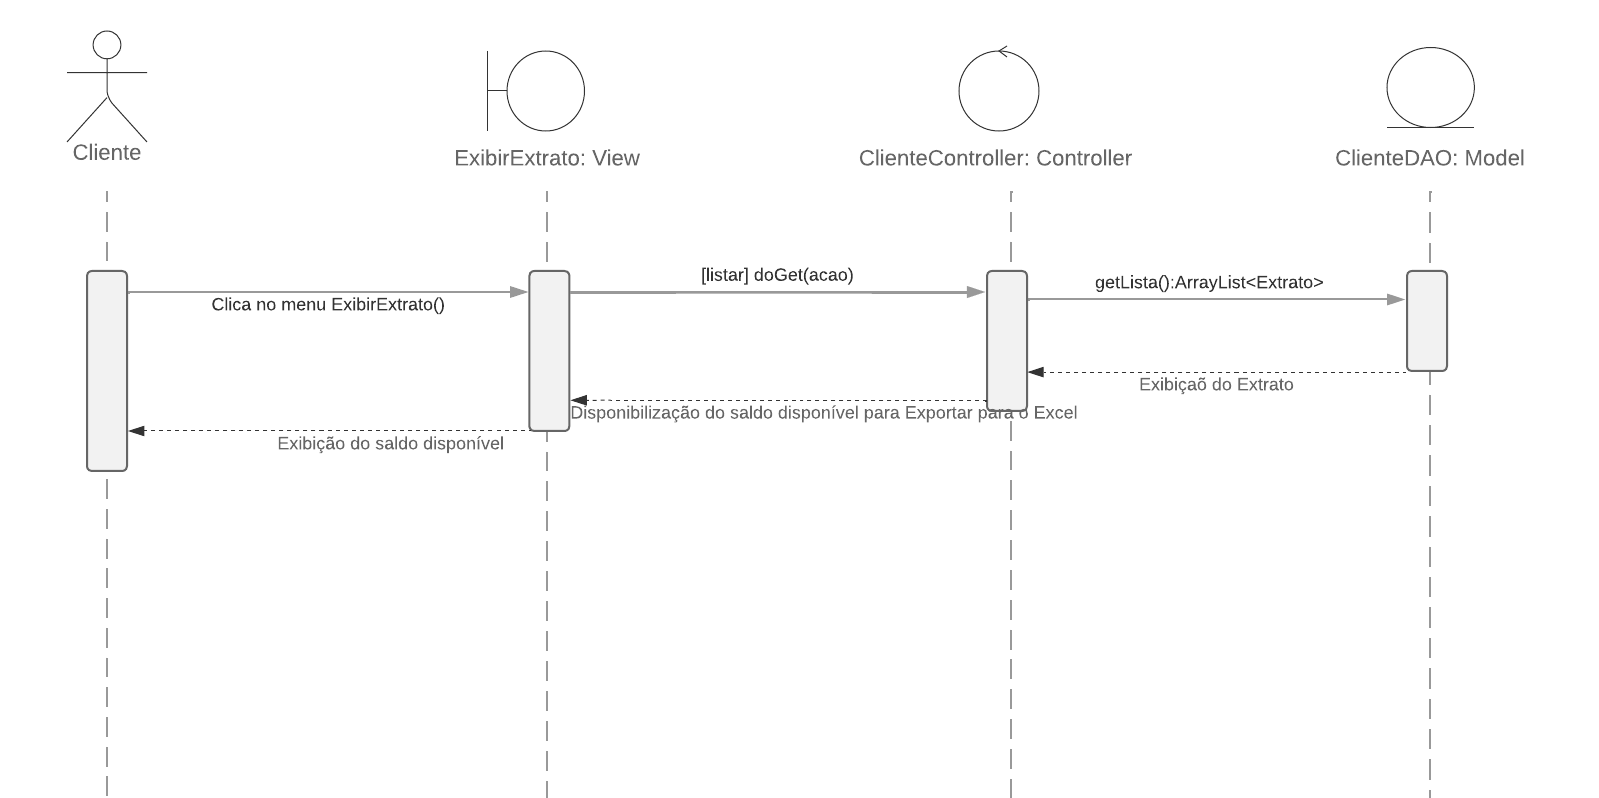 Cliente
ExibirExtrato: View
ClienteController: Controller
ClienteDAO: Model
[listar] doGet(acao)
getLista():ArrayList<Extrato>
Clica no menu ExibirExtrato()
Exibiçaõ do Extrato
Disponibilização do saldo disponível para Exportar para o Excel
Exibição do saldo disponível